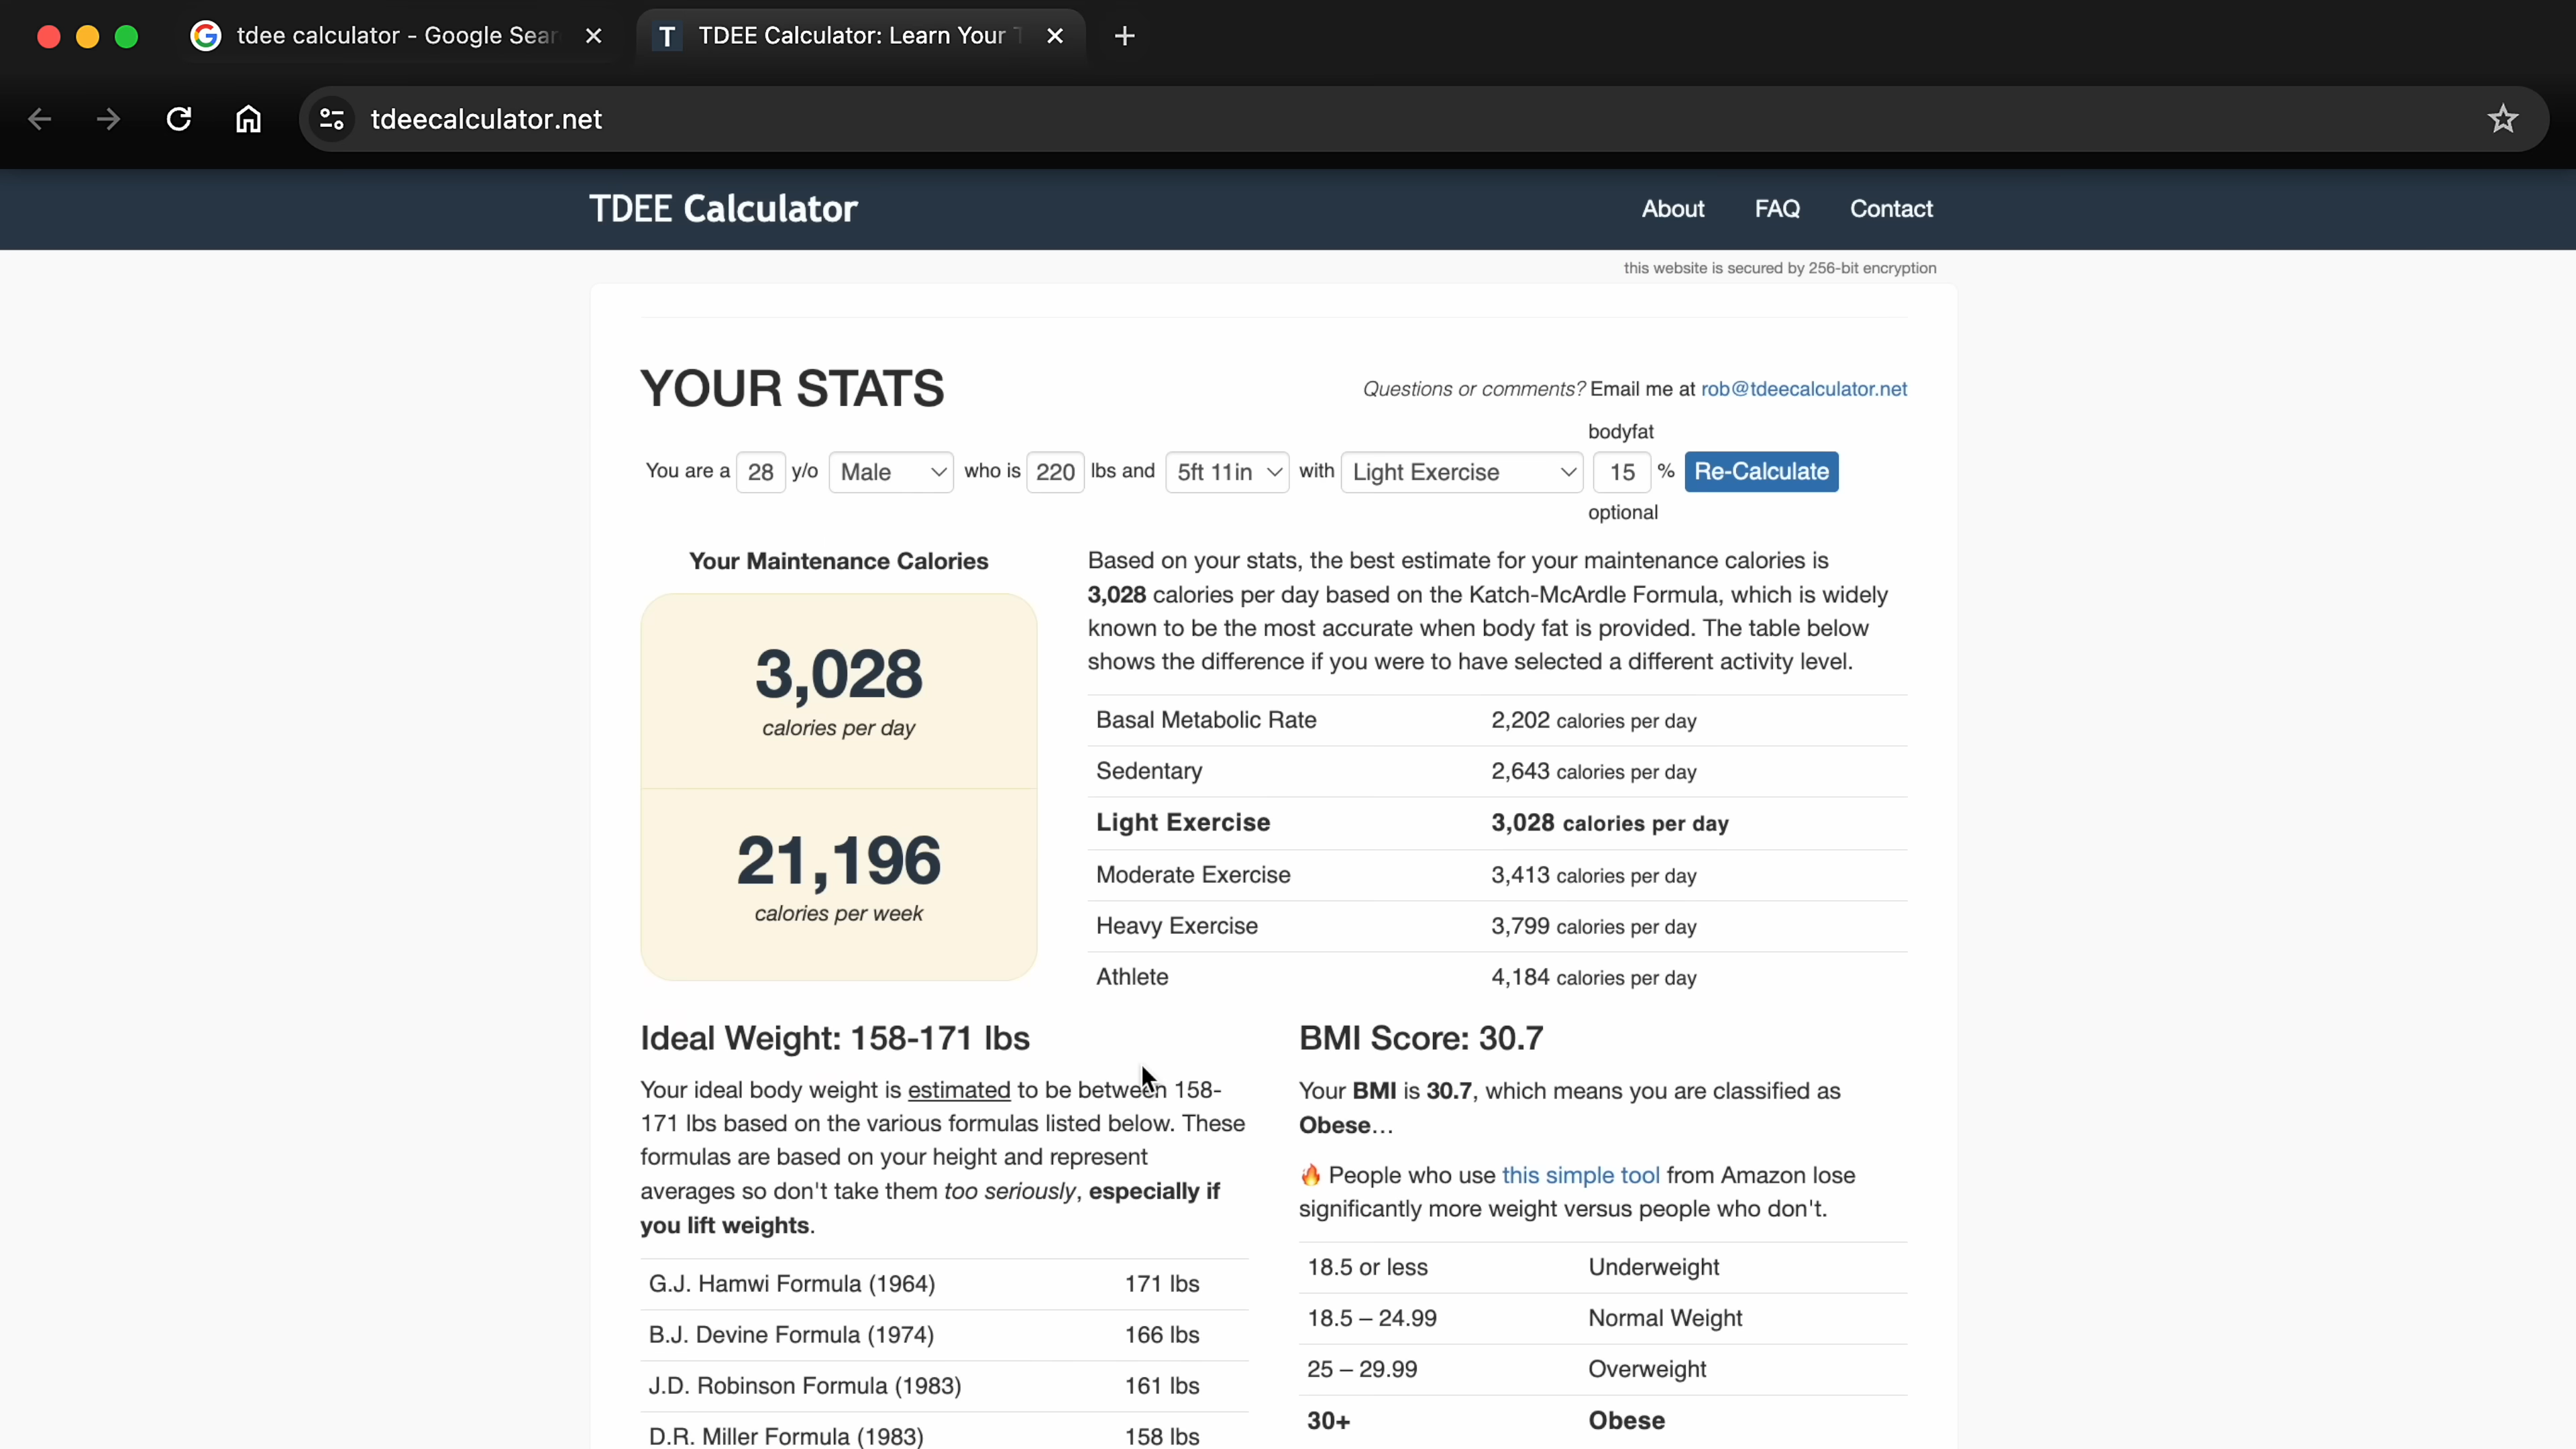 tdee calculator - Google Sear
TDEE Calculator: Learn Your T
tdeecalculator.net
TDEE Calculator
About FAQ Contact
this website is secured by 256-bit encryption
YOUR STATS
Questions or comments? Email me at rob@tdeecalculator.net
bodyfat
You are a 28 y/o Male who is 220 lbs and 5ft 11in with Light Exercise 15 % Re-Calculate
optional
Your Maintenance Calories
3,028
calories per day
21,196
calories per week
Based on your stats, the best estimate for your maintenance calories is
3,028 calories per day based on the Katch-McArdle Formula, which is widely
known to be the most accurate when body fat is provided. The table below
shows the difference if you were to have selected a different activity level.
Basal Metabolic Rate 2,202 calories per day
Sedentary 2,643 calories per day
Light Exercise 3,028 calories per day
Moderate Exercise 3,413 calories per day
Heavy Exercise 3,799 calories per day
Athlete 4,184 calories per day
Ideal Weight: 158-171 lbs
Your ideal body weight is estimated to be between 158-
171 lbs based on the various formulas listed below. These
formulas are based on your height and represent
averages so don't take them too seriously, especially if
you lift weights.
G.J. Hamwi Formula (1964) 171 lbs
B.J. Devine Formula (1974) 166 lbs
J.D. Robinson Formula (1983) 161 lbs
D.R. Miller Formula (1983) 158 lbs
BMI Score: 30.7
Your BMI is 30.7, which means you are classified as
Obese...
🔥 People who use this simple tool from Amazon lose
significantly more weight versus people who don't.
18.5 or less Underweight
18.5 – 24.99 Normal Weight
25 – 29.99 Overweight
30+ Obese